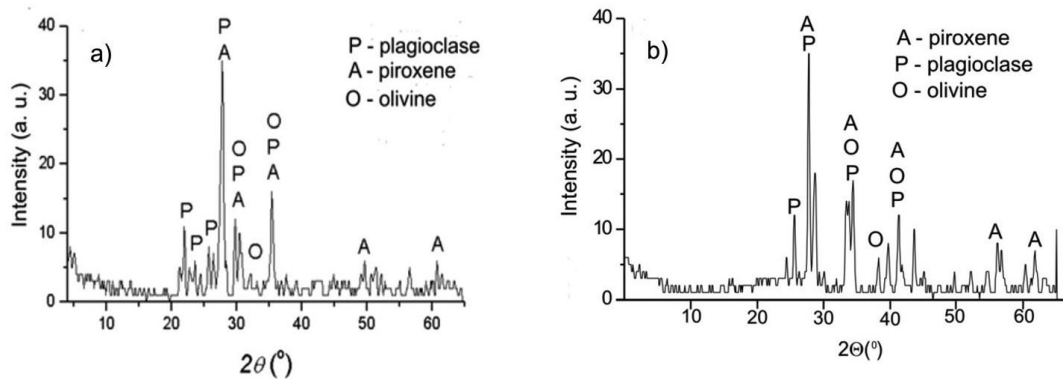 a)
P - plagioclase
A - piroxene
O - olivine
Intensity (a. u.)
40
30
20
10
0
P
A
O
P
A
O
P
A
P
P
P
O
A
A
10
20
30
40
50
60
2θ (°)
b)
A - piroxene
P - plagioclase
O - olivine
Intensity (a. u.)
40
30
20
10
0
A
P
A
O
P
A
O
P
P
O
A
A
10
20
30
40
50
60
2Θ(⁰)